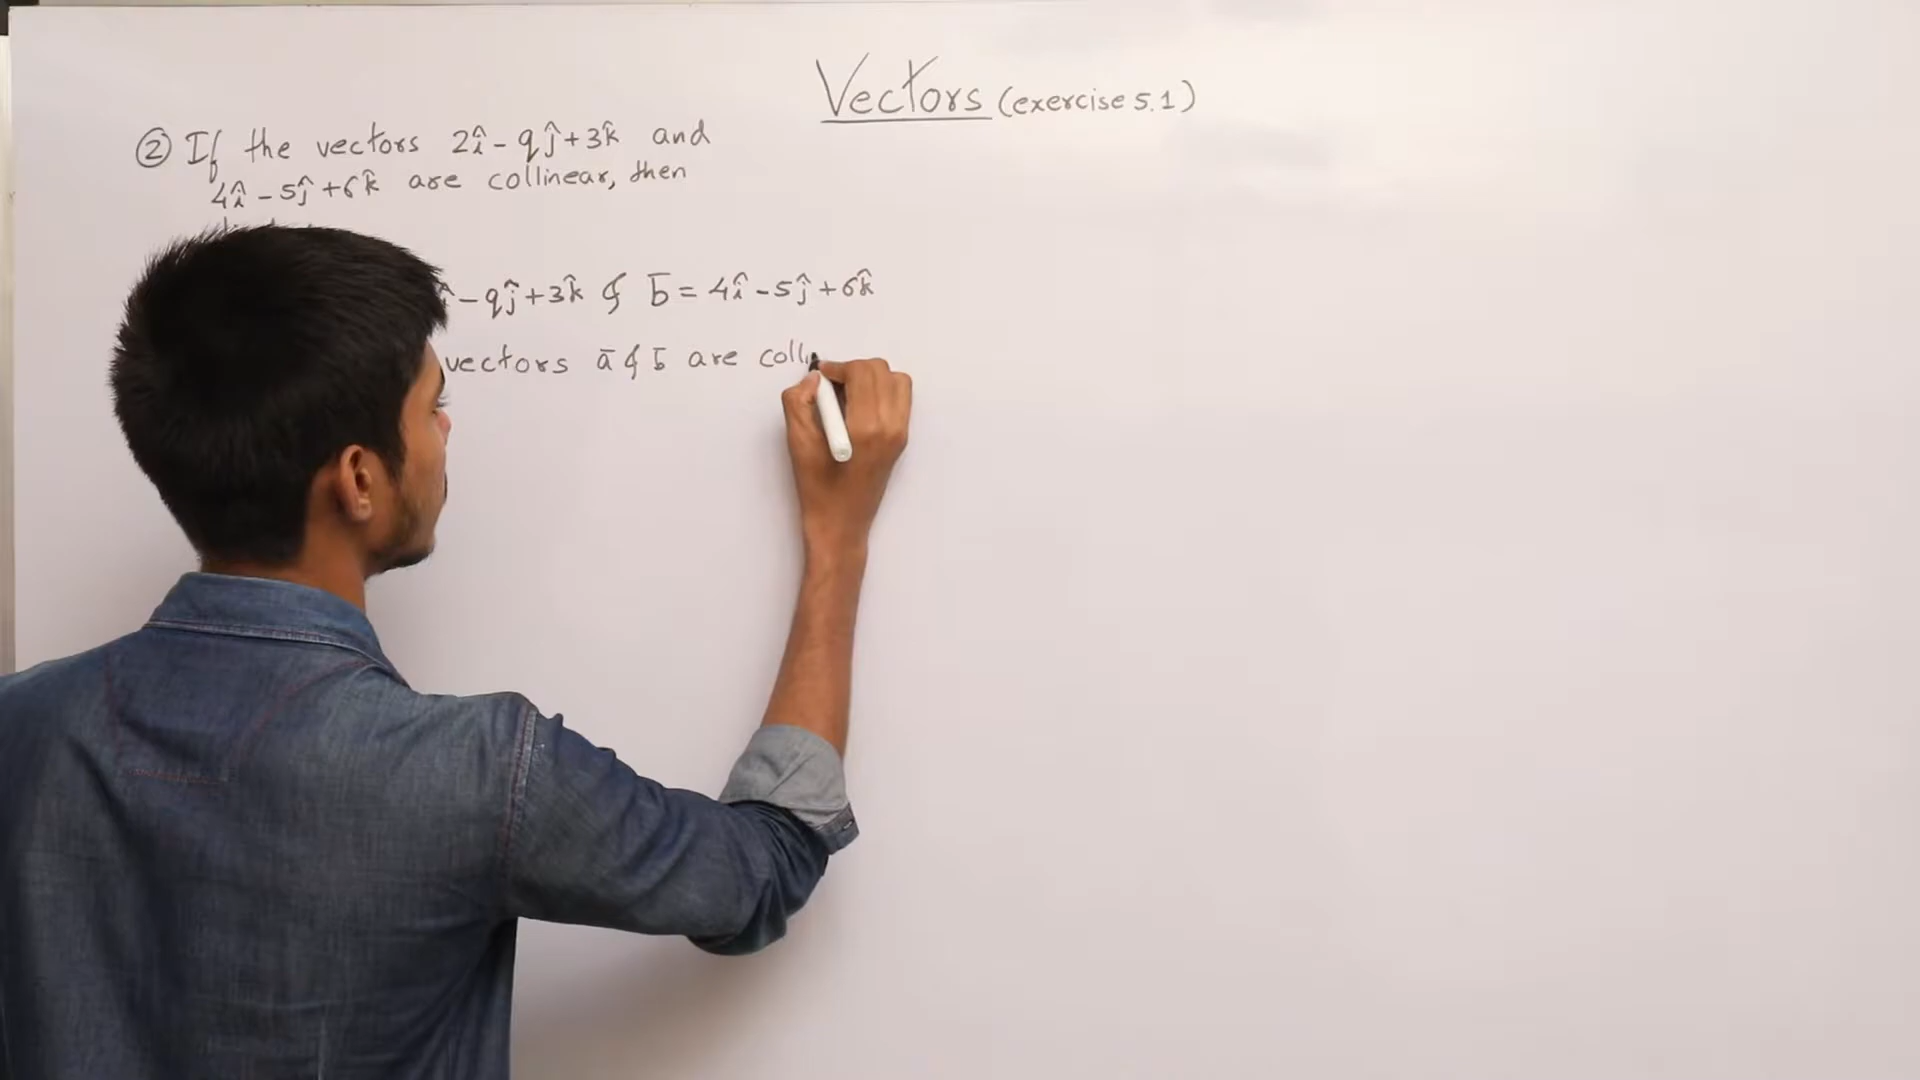 Vectors (exercise 5.1)
② If the vectors 2î - qĵ + 3k̂ and
4î - 5ĵ + 6k̂ are collinear, then
- qĵ + 3k̂ & b̄ = 4î - 5ĵ + 6k̂
vectors ā & b̄ are coll